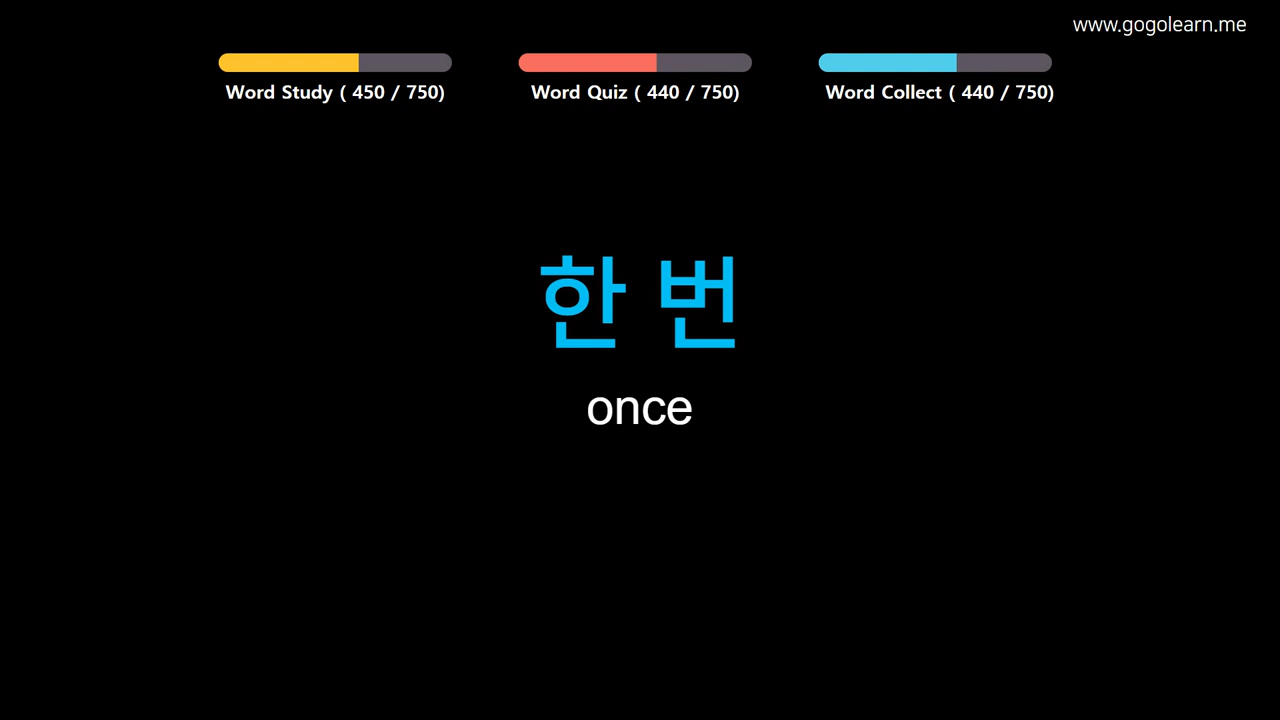 www.gogolearn.me
Word Study ( 450 / 750)
Word Quiz ( 440 / 750)
Word Collect ( 440 / 750)
한 번
once